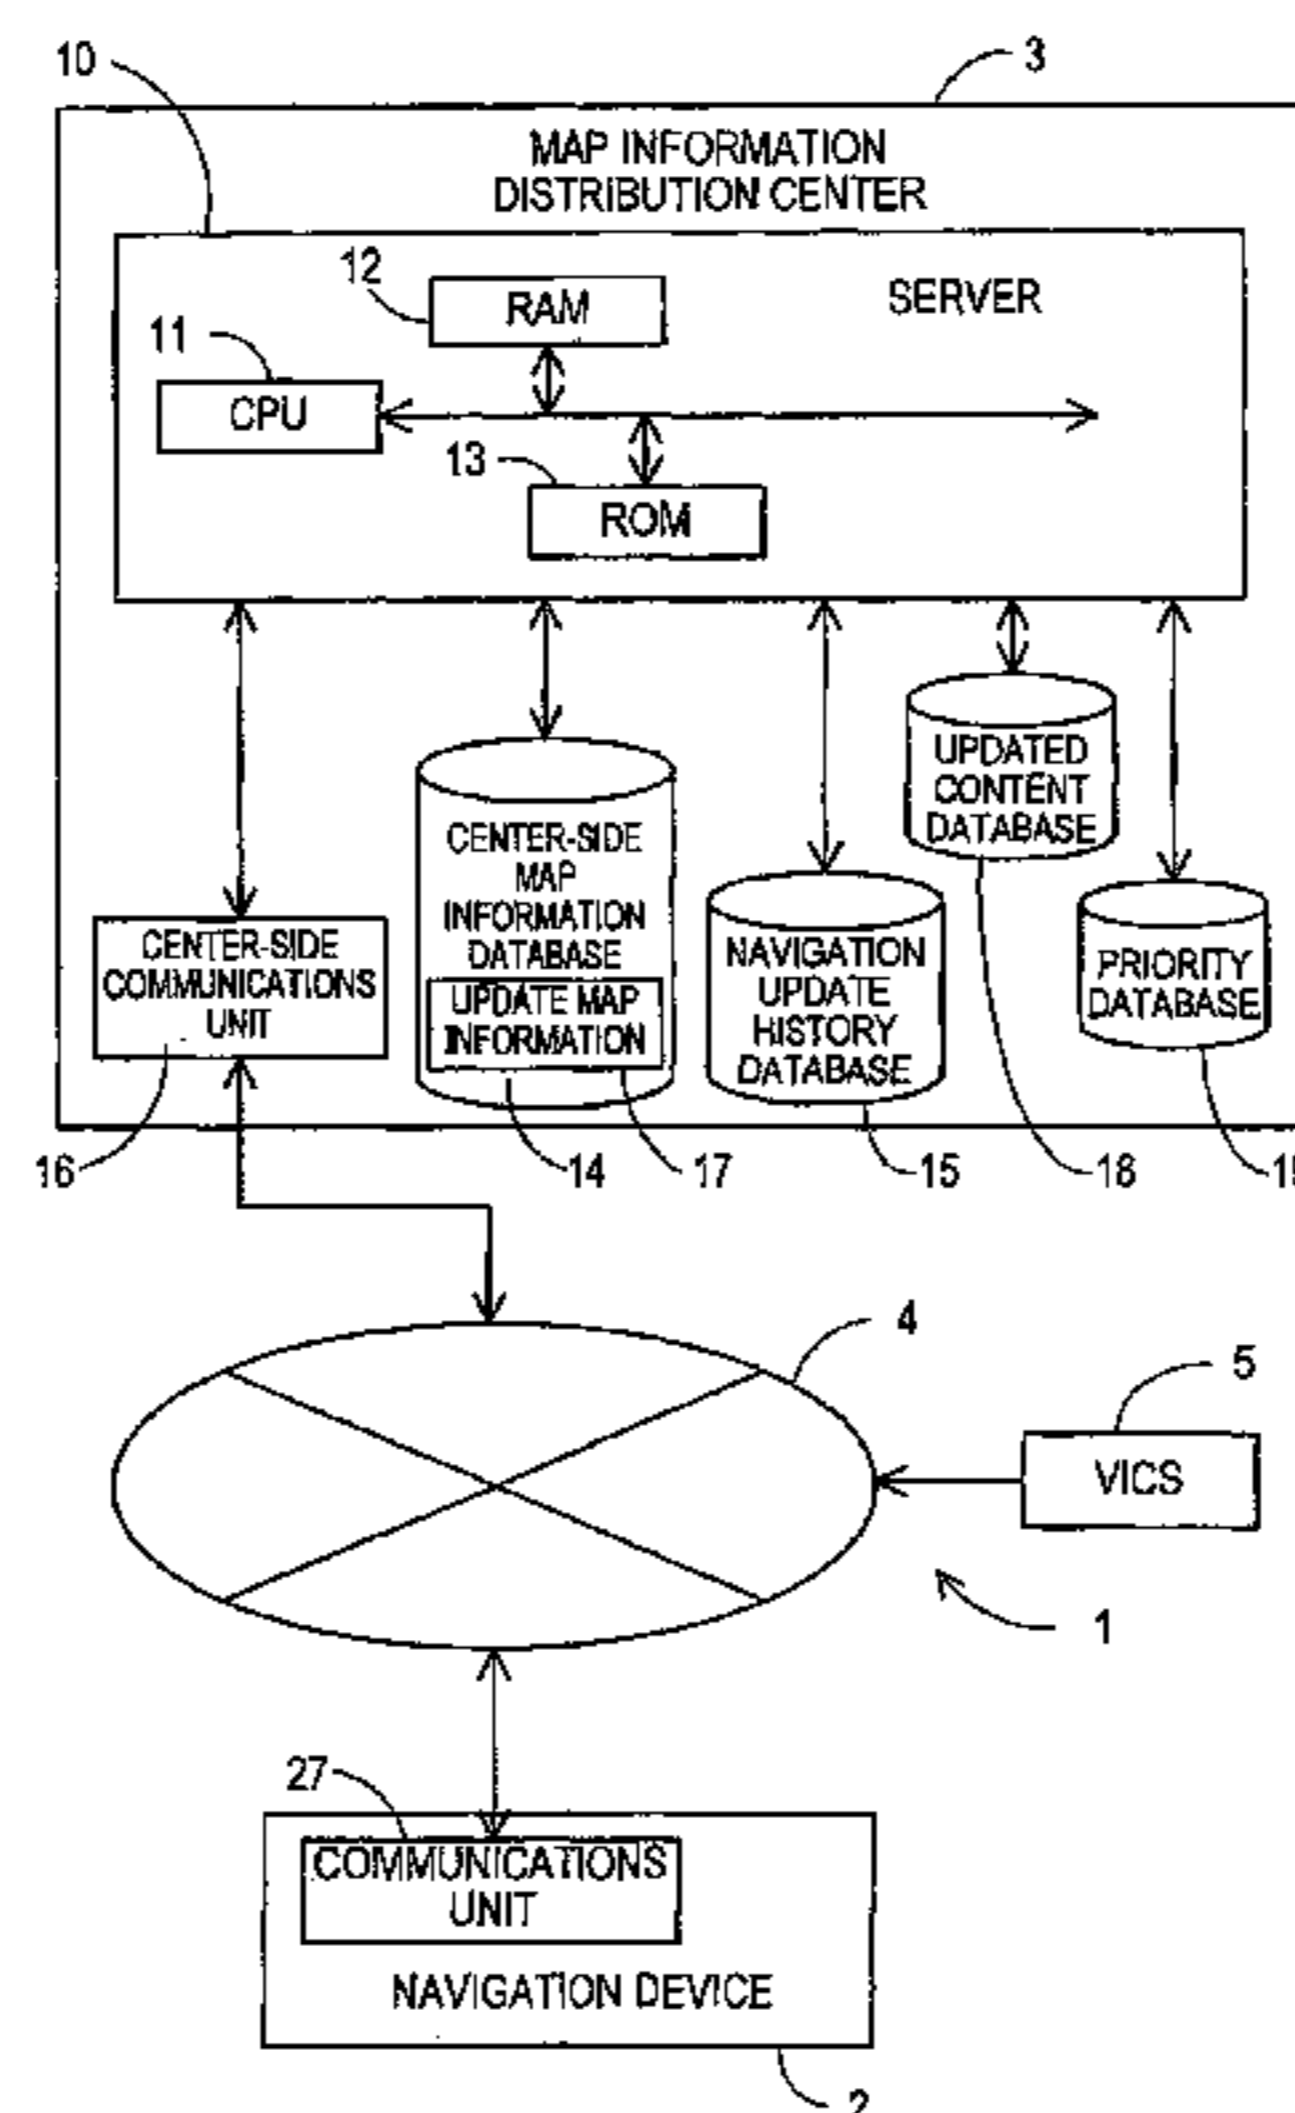 10
3
MAP INFORMATION
DISTRIBUTION CENTER
12
RAM
SERVER
11
CPU
13
ROM
UPDATED
CONTENT
DATABASE
CENTER-SIDE
MAP
INFORMATION
DATABASE
UPDATE MAP
INFORMATION
CENTER-SIDE
COMMUNICATIONS
UNIT
NAVIGATION
UPDATE
HISTORY
DATABASE
PRIORITY
DATABASE
16
14
17
15
18
4
5
VICS
1
27
COMMUNICATIONS
UNIT
NAVIGATION DEVICE
2